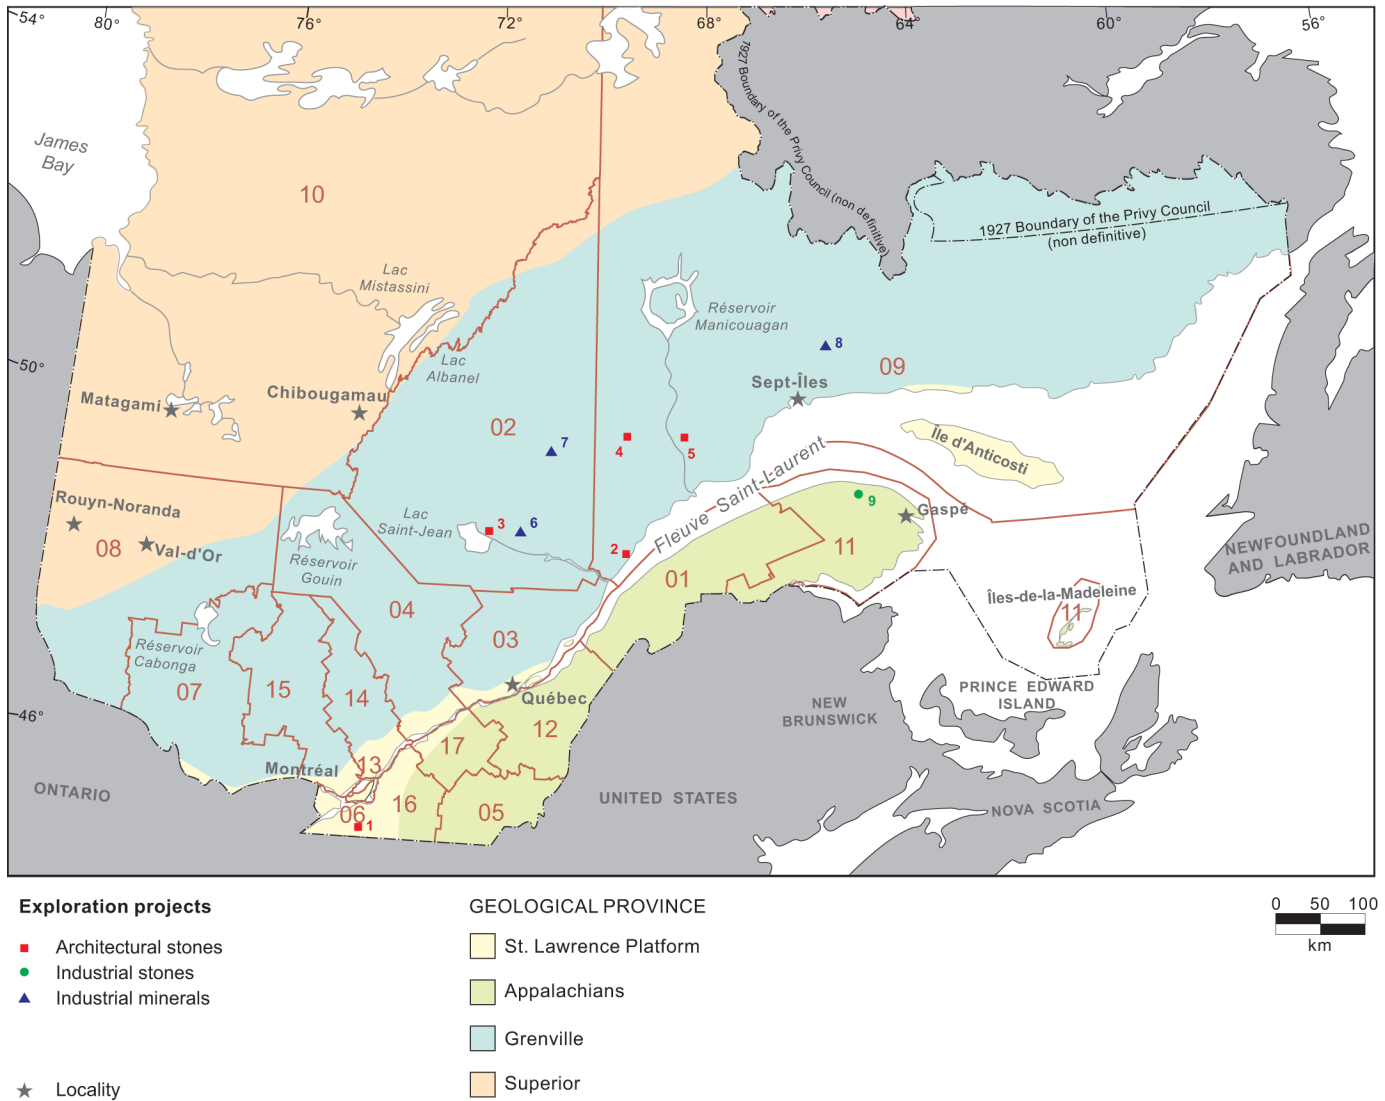 54°
80°
76°
72°
68°
64°
60°
56°
1927 Boundary of the Privy Council (non definitive)
James
Bay
10
1927 Boundary of the Privy Council
(non definitive)
Lac
Mistassini
Réservoir
Manicouagan
8
50°
Lac
Albanel
09
Sept-Îles
Matagami
Chibougamau
02
7
4
5
Île d'Anticosti
Fleuve Saint-Laurent
Rouyn-Noranda
9
Gaspé
Lac
Saint-Jean
3
6
08
Val-d'Or
2
11
NEWFOUNDLAND
AND LABRADOR
Réservoir
Gouin
01
04
Îles-de-la-Madeleine
11
03
Réservoir
Cabonga
07
15
14
Québec
PRINCE EDWARD
ISLAND
46°
NEW
BRUNSWICK
12
17
13
Montréal
ONTARIO
16
05
06
1
UNITED STATES
NOVA SCOTIA
Exploration projects
Architectural stones
Industrial stones
Industrial minerals
Locality
GEOLOGICAL PROVINCE
St. Lawrence Platform
Appalachians
Grenville
Superior
0 50 100
km